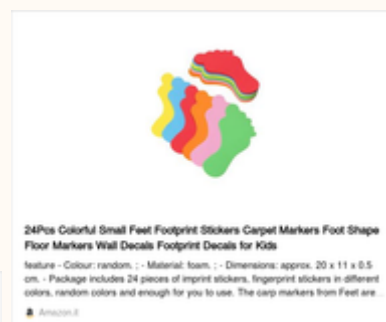 24Pcs Colorful Small Feet Footprint Stickers Carpet Markers Foot Shape
Floor Markers Wall Decals Footprint Decals for Kids
feature - Colour: random. ; - Material: foam. ; - Dimensions: approx. 20 x 11 x 0.5
cm. - Package includes 24 pieces of imprint stickers, fingerprint stickers in different
colors, random colors and enough for you to use. The carp markers from Feet are...
Amazon.it